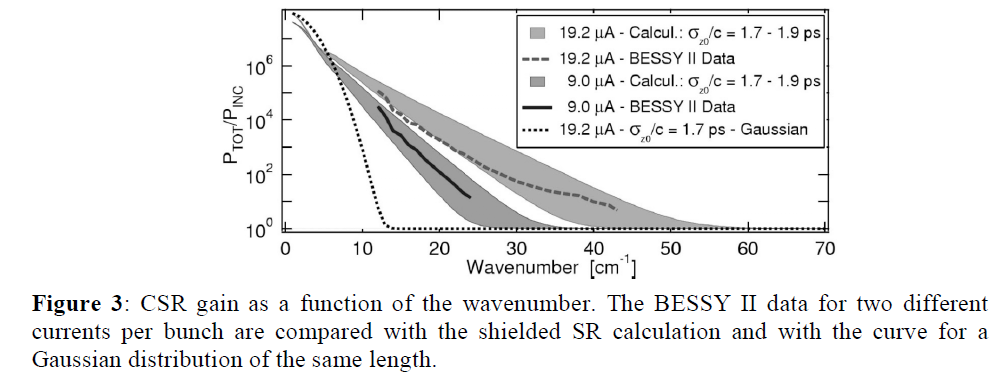 19.2 μA - Calcul.: σz0/c = 1.7 - 1.9 ps
19.2 μA - BESSY II Data
9.0 μA - Calcul.: σz0/c = 1.7 - 1.9 ps
9.0 μA - BESSY II Data
19.2 μA - σz0/c = 1.7 ps - Gaussian
PTOT/PINC
10^6
10^4
10^2
10^0
0 10 20 30 40 50 60 70
Wavenumber [cm^-1]
Figure 3: CSR gain as a function of the wavenumber. The BESSY II data for two different
currents per bunch are compared with the shielded SR calculation and with the curve for a
Gaussian distribution of the same length.